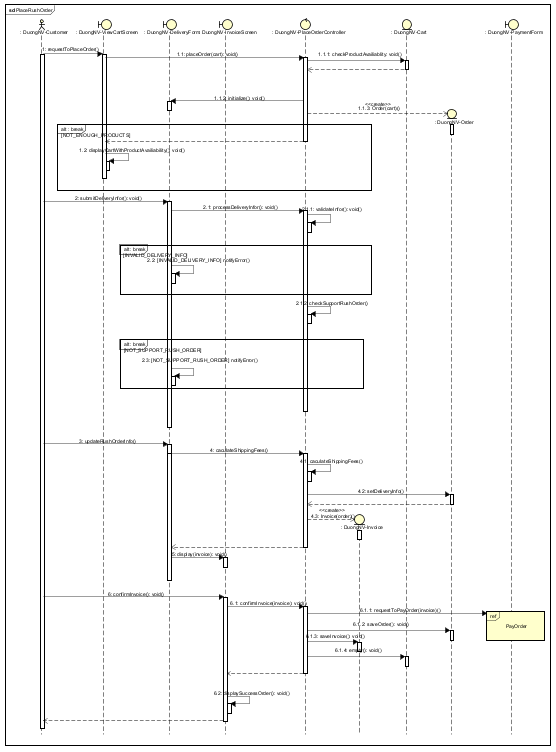 sd PlaceRushOrder
: DuongNV-Customer
: DuongNV-ViewCartScreen
: DuongNV-DeliveryForm
DuongNV-InvoiceScreen
: DuongNV-PlaceOrderController
: DuongNV-Cart
: DuongNV-PaymentForm
1: requestToPlaceOrder()
1.1: placeOrder(cart): void()
1.1.1: checkProductAvailability: void()
1.1.2: initialize(): void()
<<create>>
1.1.3: Order(cart)()
: DuongNV-Order
alt : break
[NOT_ENOUGH_PRODUCTS]
1.2: displayCartWithProductAvailability(): void()
2: submitDeliveryInfo(): void()
2.1: processDeliveryInfo(): void()
2.1.1: validateInfo(): void()
alt : break
[INVALID_DELIVERY_INFO]
2.2: [INVALID_DELIVERY_INFO] notifyError()
2.1.2: checkSupportRushOrder()
alt : break
[NOT_SUPPORT_RUSH_ORDER]
2.3: [NOT_SUPPORT_RUSH_ORDER] notifyError()
3: updateRushOrderInfo()
4: calculateShippingFees()
4.1: calculateShippingFees()
4.2: setDeliveryInfo()
<<create>>
4.3: Invoice(order)()
: DuongNV-Invoice
5: display(invoice): void()
6: confirmInvoice(): void()
6.1: confirmInvoice(invoice): void()
6.1.1: requestToPayOrder(invoice)()
ref
PayOrder
6.1.2: saveOrder(): void()
6.1.3: saveInvoice(): void()
6.1.4: empty(): void()
6.2: displaySuccessOrder(): void()